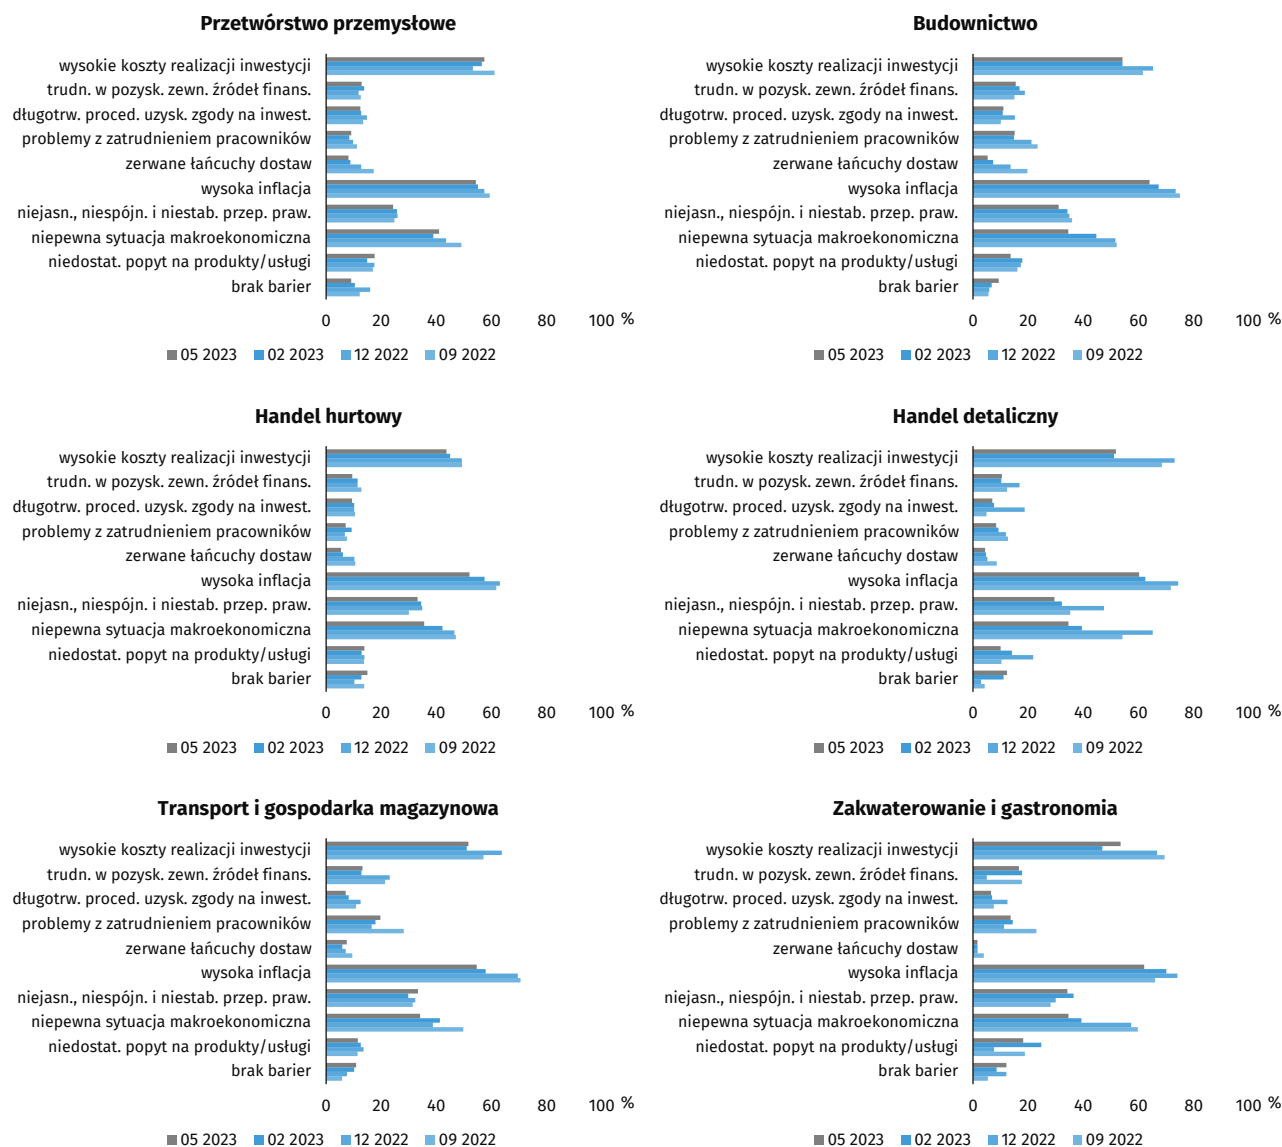 Przetwórstwo przemysłowe
wysokie koszty realizacji inwestycji
trudn. w pozysk. zewn. źródeł finans.
długotrw. proced. uzysk. zgody na inwest.
problemy z zatrudnieniem pracowników
zerwane łańcuchy dostaw
wysoka inflacja
niejasn., niespójn. i niestab. przep. praw.
niepewna sytuacja makroekonomiczna
niedostat. popyt na produkty/usługi
brak barier
0 20 40 60 80 100 %
05 2023 02 2023 12 2022 09 2022
Budownictwo
wysokie koszty realizacji inwestycji
trudn. w pozysk. zewn. źródeł finans.
długotrw. proced. uzysk. zgody na inwest.
problemy z zatrudnieniem pracowników
zerwane łańcuchy dostaw
wysoka inflacja
niejasn., niespójn. i niestab. przep. praw.
niepewna sytuacja makroekonomiczna
niedostat. popyt na produkty/usługi
brak barier
0 20 40 60 80 100 %
05 2023 02 2023 12 2022 09 2022
Handel hurtowy
wysokie koszty realizacji inwestycji
trudn. w pozysk. zewn. źródeł finans.
długotrw. proced. uzysk. zgody na inwest.
problemy z zatrudnieniem pracowników
zerwane łańcuchy dostaw
wysoka inflacja
niejasn., niespójn. i niestab. przep. praw.
niepewna sytuacja makroekonomiczna
niedostat. popyt na produkty/usługi
brak barier
0 20 40 60 80 100 %
05 2023 02 2023 12 2022 09 2022
Handel detaliczny
wysokie koszty realizacji inwestycji
trudn. w pozysk. zewn. źródeł finans.
długotrw. proced. uzysk. zgody na inwest.
problemy z zatrudnieniem pracowników
zerwane łańcuchy dostaw
wysoka inflacja
niejasn., niespójn. i niestab. przep. praw.
niepewna sytuacja makroekonomiczna
niedostat. popyt na produkty/usługi
brak barier
0 20 40 60 80 100 %
05 2023 02 2023 12 2022 09 2022
Transport i gospodarka magazynowa
wysokie koszty realizacji inwestycji
trudn. w pozysk. zewn. źródeł finans.
długotrw. proced. uzysk. zgody na inwest.
problemy z zatrudnieniem pracowników
zerwane łańcuchy dostaw
wysoka inflacja
niejasn., niespójn. i niestab. przep. praw.
niepewna sytuacja makroekonomiczna
niedostat. popyt na produkty/usługi
brak barier
0 20 40 60 80 100 %
05 2023 02 2023 12 2022 09 2022
Zakwaterowanie i gastronomia
wysokie koszty realizacji inwestycji
trudn. w pozysk. zewn. źródeł finans.
długotrw. proced. uzysk. zgody na inwest.
problemy z zatrudnieniem pracowników
zerwane łańcuchy dostaw
wysoka inflacja
niejasn., niespójn. i niestab. przep. praw.
niepewna sytuacja makroekonomiczna
niedostat. popyt na produkty/usługi
brak barier
0 20 40 60 80 100 %
05 2023 02 2023 12 2022 09 2022